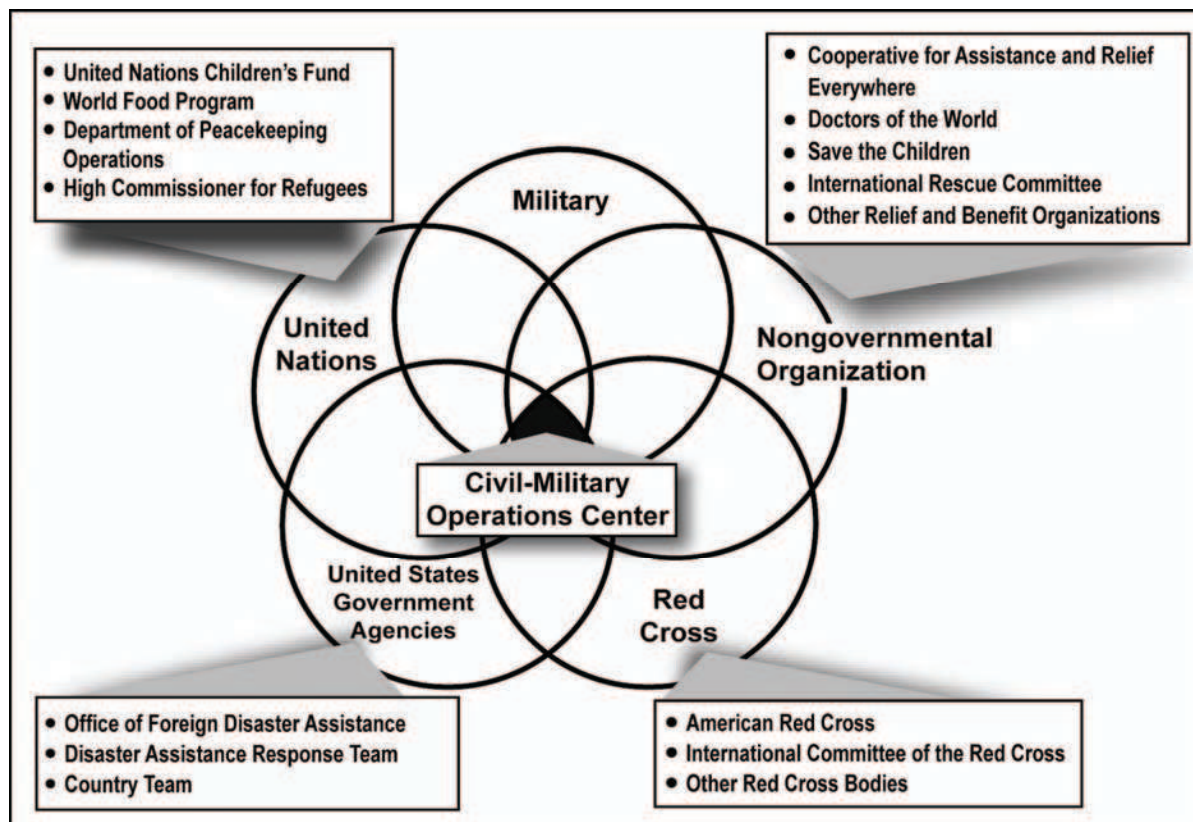 • United Nations Children's Fund
• World Food Program
• Department of Peacekeeping
Operations
• High Commissioner for Refugees
• Cooperative for Assistance and Relief
Everywhere
• Doctors of the World
• Save the Children
• International Rescue Committee
• Other Relief and Benefit Organizations
Military
United
Nations
Nongovernmental
Organization
Civil-Military
Operations Center
United States
Government
Agencies
Red
Cross
• Office of Foreign Disaster Assistance
• Disaster Assistance Response Team
• Country Team
• American Red Cross
• International Committee of the Red Cross
• Other Red Cross Bodies